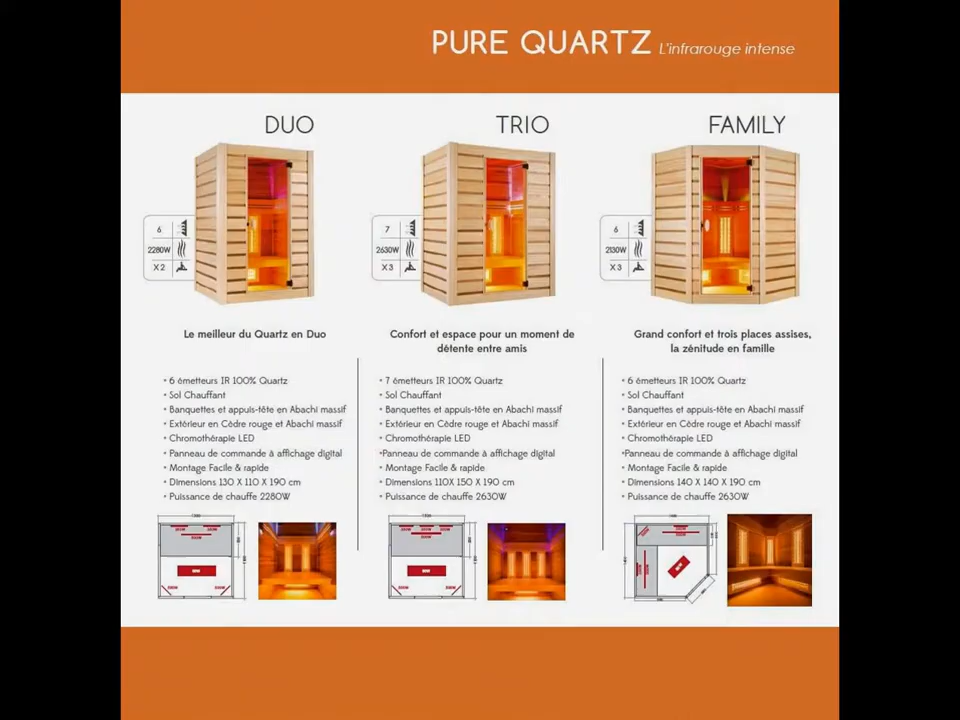 PURE QUARTZ L'infrarouge intense
DUO
6
2280W
X 2
Le meilleur du Quartz en Duo
• 6 émetteurs IR 100% Quartz
• Sol Chauffant
• Banquettes et appuis-tête en Abachi massif
• Extérieur en Cèdre rouge et Abachi massif
• Chromothérapie LED
• Panneau de commande à affichage digital
• Montage Facile & rapide
• Dimensions 130 X 110 X 190 cm
• Puissance de chauffe 2280W
TRIO
7
2630W
X 3
Confort et espace pour un moment de
détente entre amis
• 7 émetteurs IR 100% Quartz
• Sol Chauffant
• Banquettes et appuis-tête en Abachi massif
• Extérieur en Cèdre rouge et Abachi massif
• Chromothérapie LED
•Panneau de commande à affichage digital
• Montage Facile & rapide
• Dimensions 110X 150 X 190 cm
• Puissance de chauffe 2630W
FAMILY
6
2130W
X 3
Grand confort et trois places assises,
la zénitude en famille
• 6 émetteurs IR 100% Quartz
• Sol Chauffant
• Banquettes et appuis-tête en Abachi massif
• Extérieur en Cèdre rouge et Abachi massif
• Chromothérapie LED
•Panneau de commande à affichage digital
• Montage Facile & rapide
• Dimensions 140 X 140 X 190 cm
• Puissance de chauffe 2630W